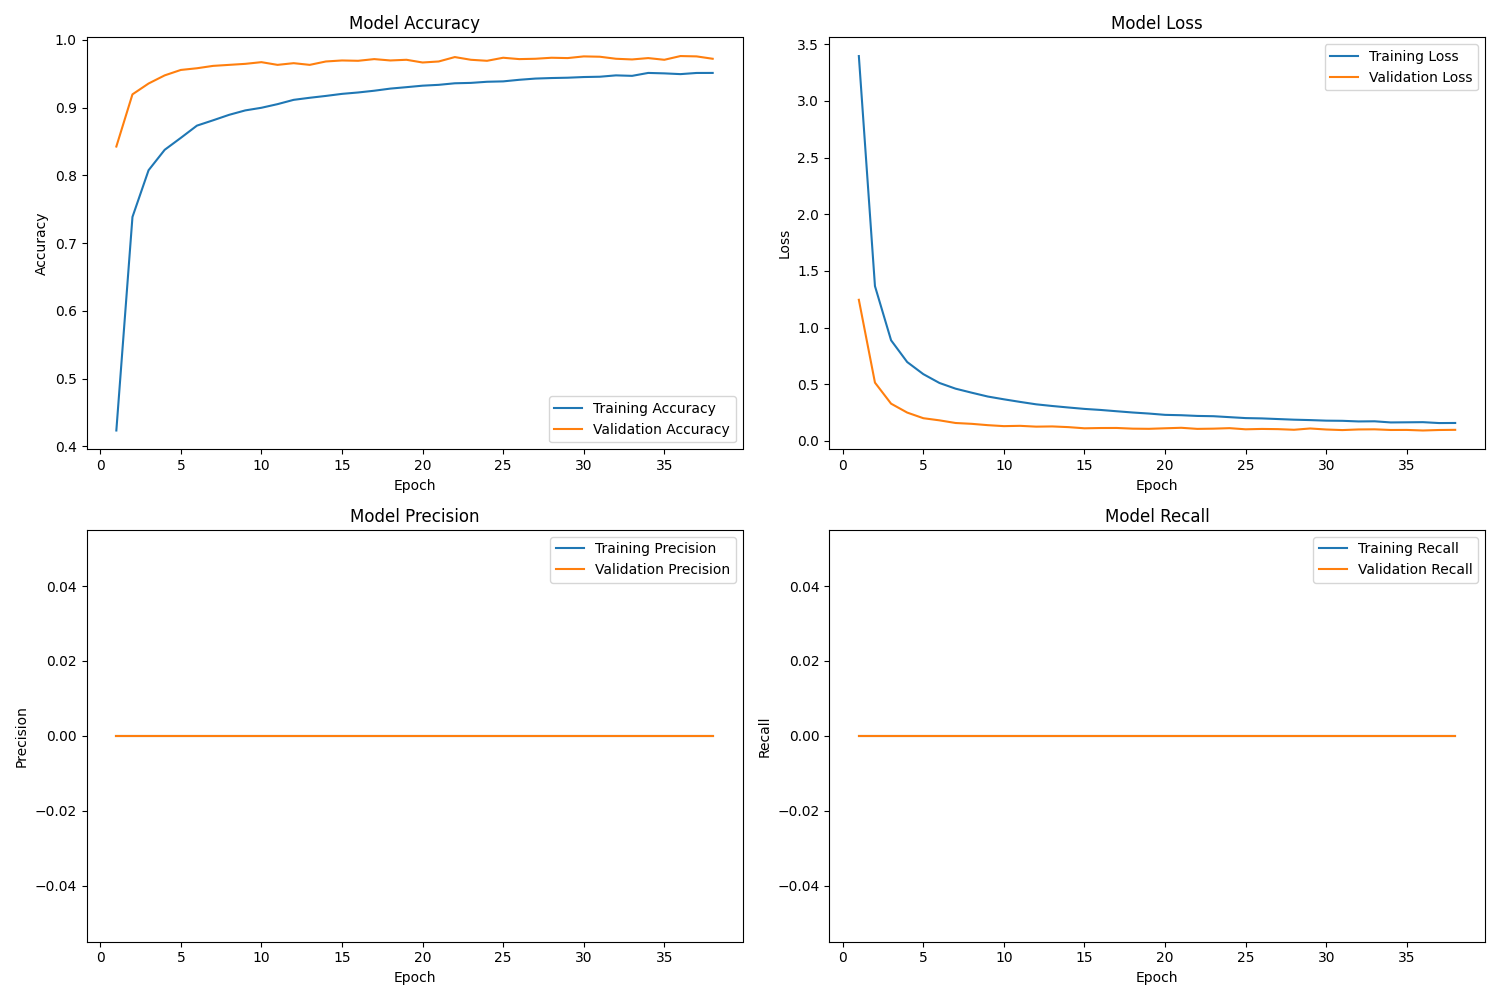 Model Accuracy
1.0
0.9
0.8
0.7
0.6
0.5
0.4
Accuracy
Training Accuracy
Validation Accuracy
0 5 10 15 20 25 30 35
Epoch
Model Loss
3.5
3.0
2.5
2.0
1.5
1.0
0.5
0.0
Loss
Training Loss
Validation Loss
0 5 10 15 20 25 30 35
Epoch
Model Precision
0.04
0.02
0.00
−0.02
−0.04
Precision
Training Precision
Validation Precision
0 5 10 15 20 25 30 35
Epoch
Model Recall
0.04
0.02
0.00
−0.02
−0.04
Recall
Training Recall
Validation Recall
0 5 10 15 20 25 30 35
Epoch